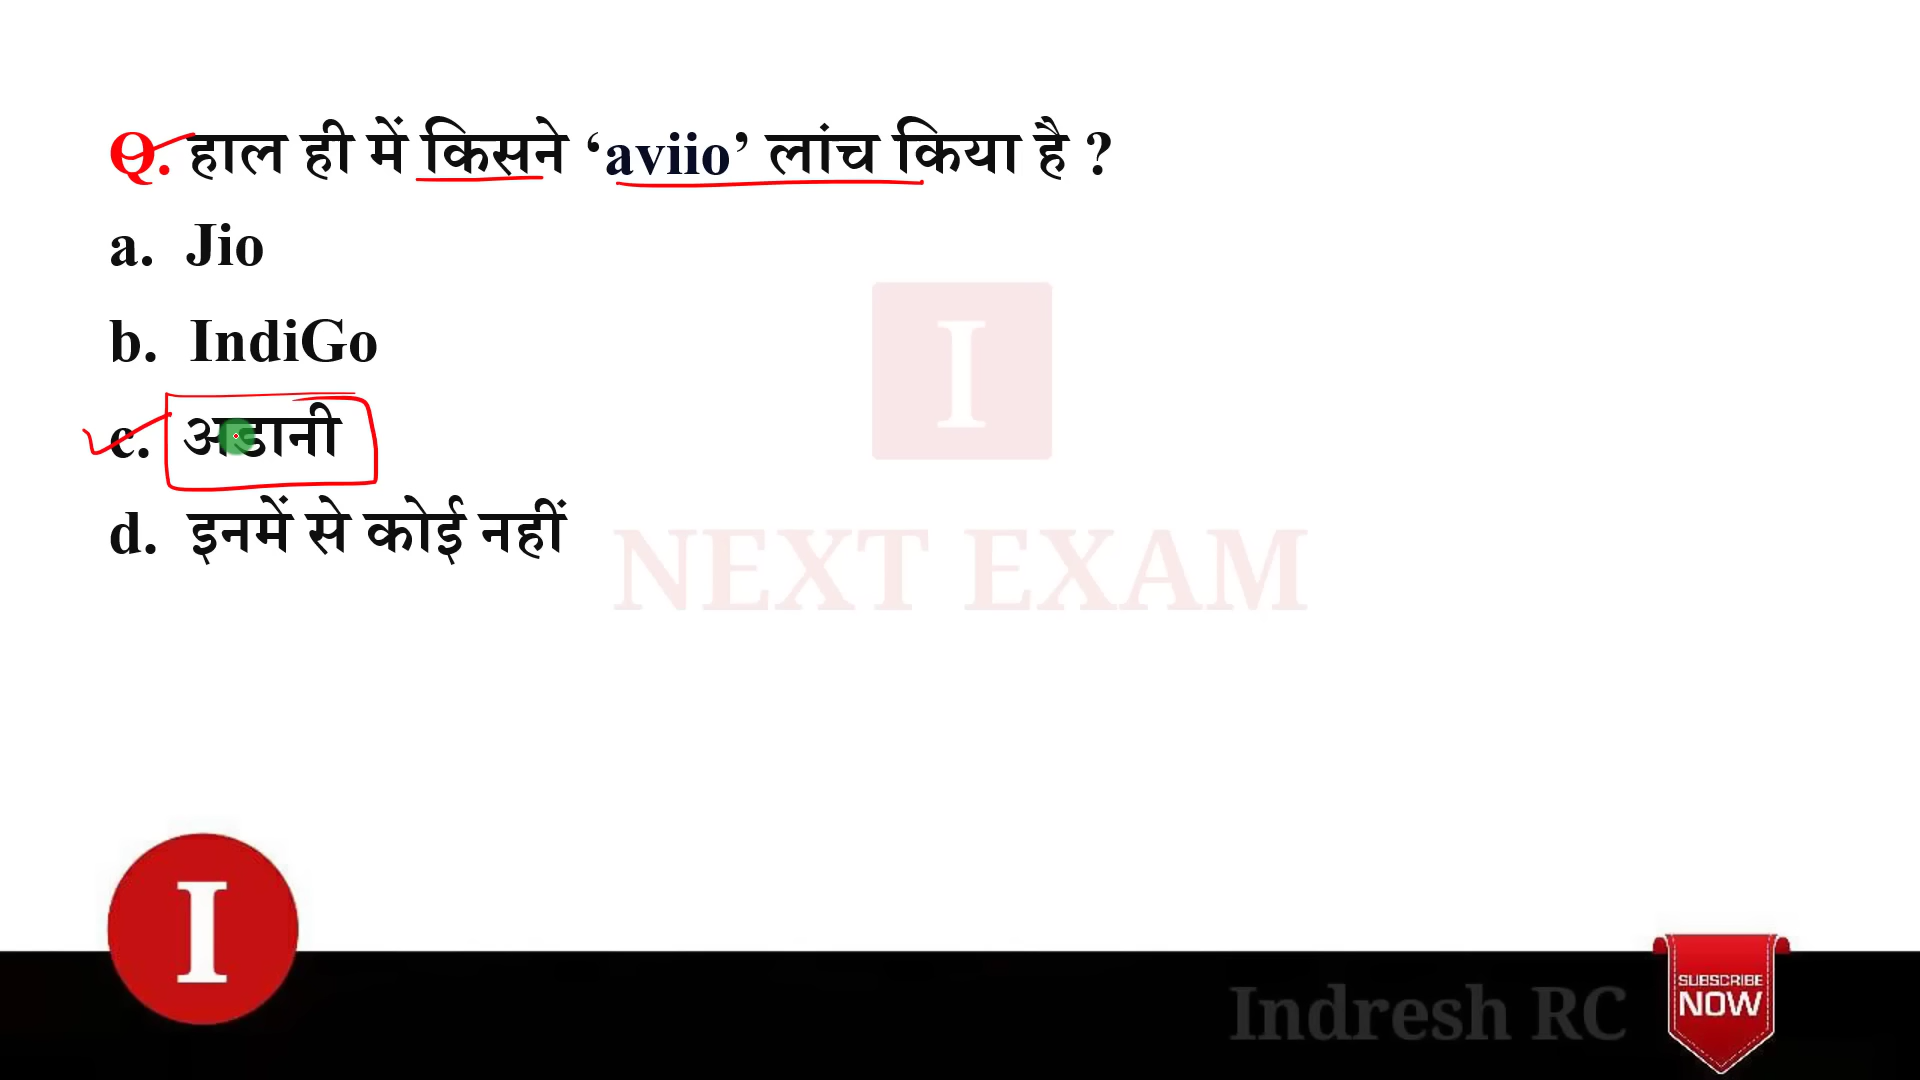 Q. हाल ही में किसने ‘aviio’ लांच किया है ?
a. Jio
b. IndiGo
c. अडानी
d. इनमें से कोई नहीं
I
NEXT EXAM
I
Indresh RC
SUBSCRIBE
NOW